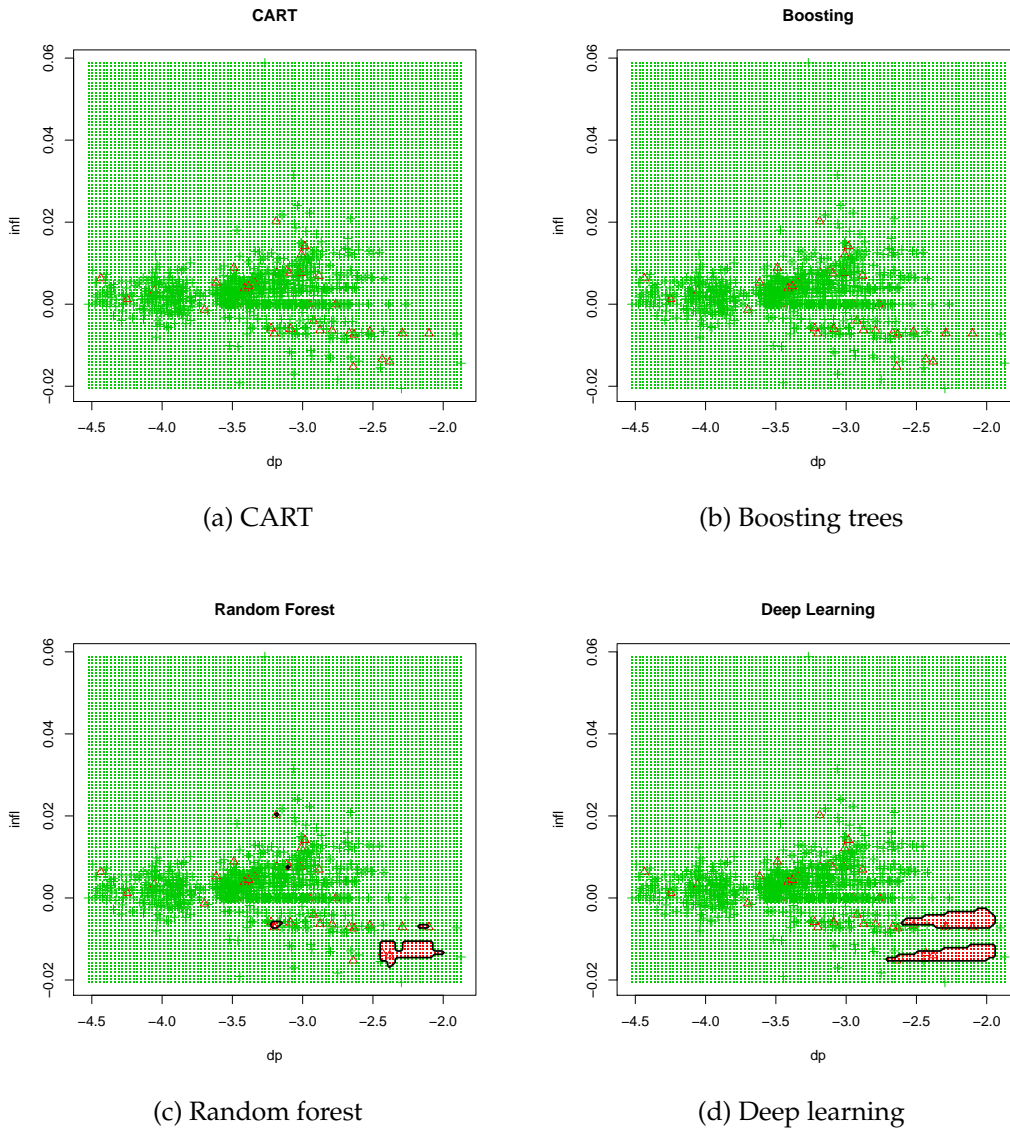 CART
infl
0.06
0.04
0.02
0.00
−0.02
−4.5 −4.0 −3.5 −3.0 −2.5 −2.0
dp
(a) CART
Boosting
infl
0.06
0.04
0.02
0.00
−0.02
−4.5 −4.0 −3.5 −3.0 −2.5 −2.0
dp
(b) Boosting trees
Random Forest
infl
0.06
0.04
0.02
0.00
−0.02
−4.5 −4.0 −3.5 −3.0 −2.5 −2.0
dp
(c) Random forest
Deep Learning
infl
0.06
0.04
0.02
0.00
−0.02
−4.5 −4.0 −3.5 −3.0 −2.5 −2.0
dp
(d) Deep learning